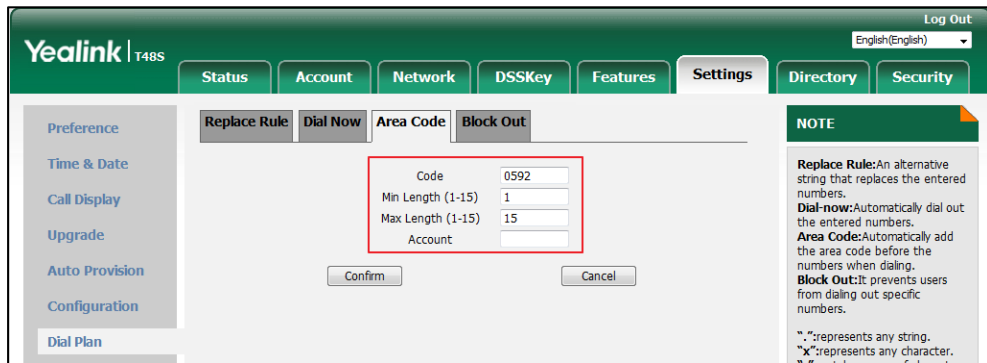 Log Out
English(English)
Yealink | T48S
Status Account Network DSSKey Features Settings Directory Security
Preference
Time & Date
Call Display
Upgrade
Auto Provision
Configuration
Dial Plan
Replace Rule Dial Now Area Code Block Out
Code 0592
Min Length (1-15) 1
Max Length (1-15) 15
Account
Confirm Cancel
NOTE
Replace Rule:An alternative
string that replaces the entered
numbers.
Dial-now:Automatically dial out
the entered numbers.
Area Code:Automatically add
the area code before the
numbers when dialing.
Block Out:It prevents users
from dialing out specific
numbers.
".":represents any string.
"x":represents any character.